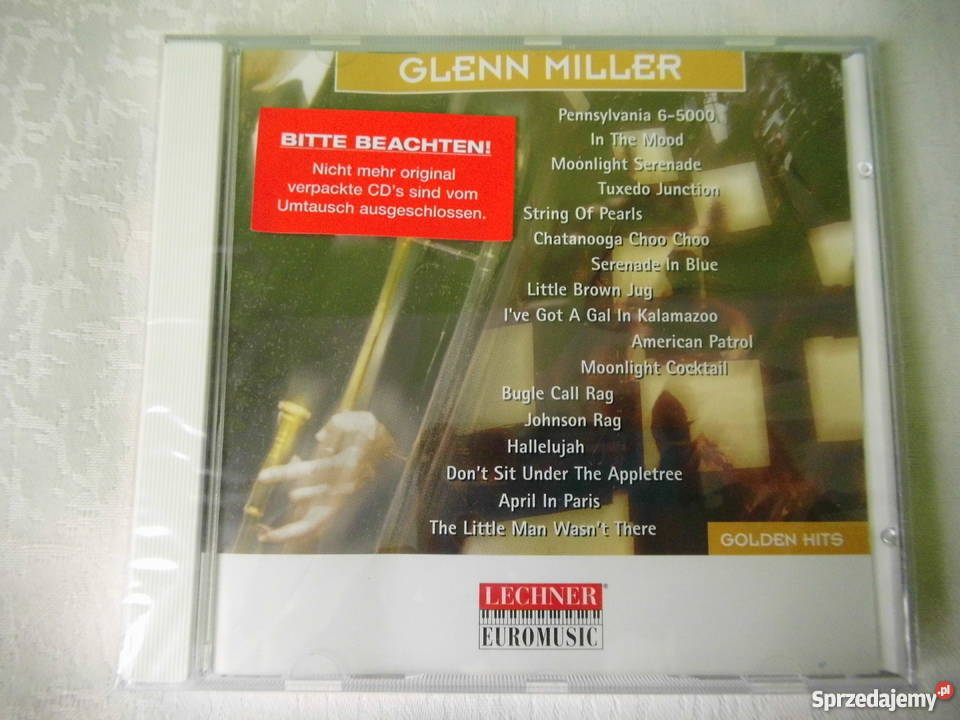 GLENN MILLER
BITTE BEACHTEN!
Nicht mehr original
verpackte CD's sind vom
Umtausch ausgeschlossen.
Pennsylvania 6-5000
In The Mood
Moonlight Serenade
Tuxedo Junction
String Of Pearls
Chatanooga Choo Choo
Serenade In Blue
Little Brown Jug
I've Got A Gal In Kalamazoo
American Patrol
Moonlight Cocktail
Bugle Call Rag
Johnson Rag
Hallelujah
Don't Sit Under The Appletree
April In Paris
The Little Man Wasn't There
GOLDEN HITS
LECHNER®
EUROMUSIC
Sprzedajemy.pl